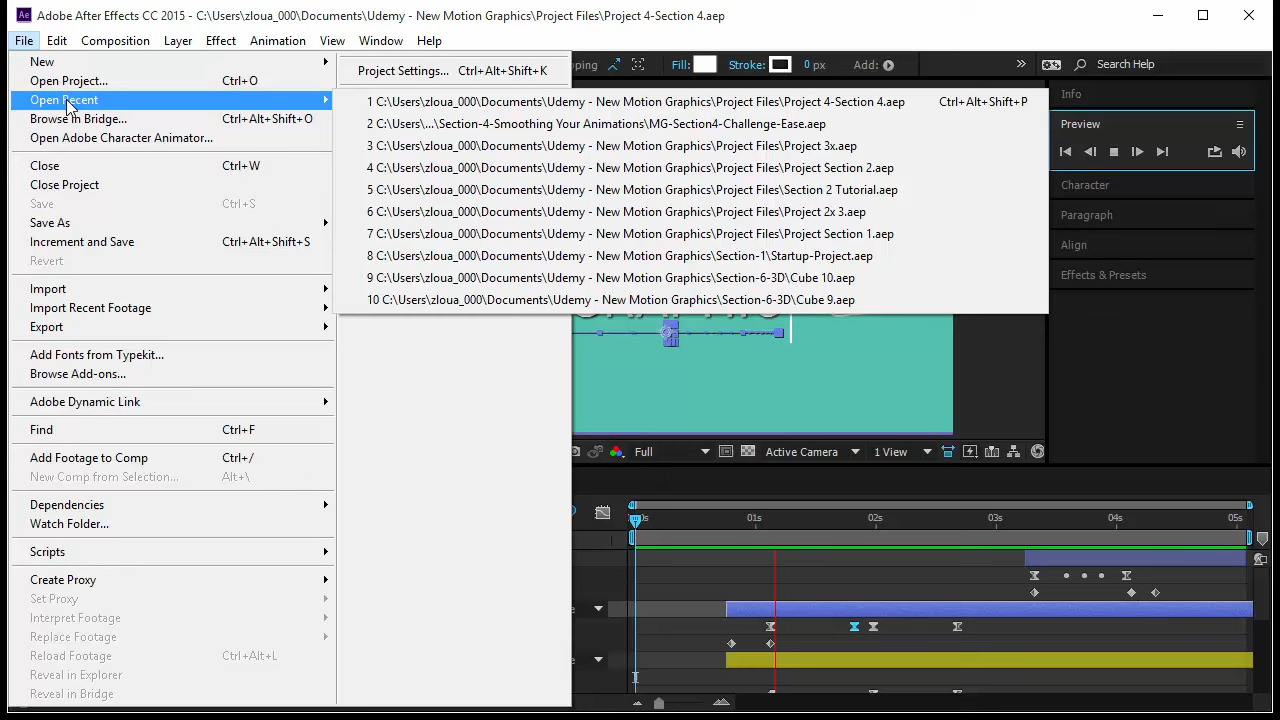 Adobe After Effects CC 2015 - C:\Users\zloua_000\Documents\Udemy - New Motion Graphics\Project Files\Project 4-Section 4.aep
File Edit Composition Layer Effect Animation View Window Help
New
Open Project... Ctrl+O
Open Recent
Browse in Bridge... Ctrl+Alt+Shift+O
Open Adobe Character Animator...
Close Ctrl+W
Close Project
Save Ctrl+S
Save As
Increment and Save Ctrl+Alt+Shift+S
Revert
Import
Import Recent Footage
Export
Add Fonts from Typekit...
Browse Add-ons...
Adobe Dynamic Link
Find Ctrl+F
Add Footage to Comp Ctrl+/
New Comp from Selection... Alt+\
Dependencies
Watch Folder...
Scripts
Create Proxy
Set Proxy
Interpret Footage
Replace Footage
Reload Footage Ctrl+Alt+L
Reveal in Explorer
Reveal in Bridge
Project Settings... Ctrl+Alt+Shift+K
1 C:\Users\zloua_000\Documents\Udemy - New Motion Graphics\Project Files\Project 4-Section 4.aep Ctrl+Alt+Shift+P
2 C:\Users\...\Section-4-Smoothing Your Animations\MG-Section4-Challenge-Ease.aep
3 C:\Users\zloua_000\Documents\Udemy - New Motion Graphics\Project Files\Project 3x.aep
4 C:\Users\zloua_000\Documents\Udemy - New Motion Graphics\Project Files\Project Section 2.aep
5 C:\Users\zloua_000\Documents\Udemy - New Motion Graphics\Project Files\Section 2 Tutorial.aep
6 C:\Users\zloua_000\Documents\Udemy - New Motion Graphics\Project Files\Project 2x 3.aep
7 C:\Users\zloua_000\Documents\Udemy - New Motion Graphics\Project Files\Project Section 1.aep
8 C:\Users\zloua_000\Documents\Udemy - New Motion Graphics\Section-1\Startup-Project.aep
9 C:\Users\zloua_000\Documents\Udemy - New Motion Graphics\Section-6-3D\Cube 10.aep
10 C:\Users\zloua_000\Documents\Udemy - New Motion Graphics\Section-6-3D\Cube 9.aep
pping Fill: Stroke: 0 px Add: » Search Help
Info
Preview
Character
Paragraph
Align
Effects & Presets
Full Active Camera 1 View
0s 01s 02s 03s 04s 05s